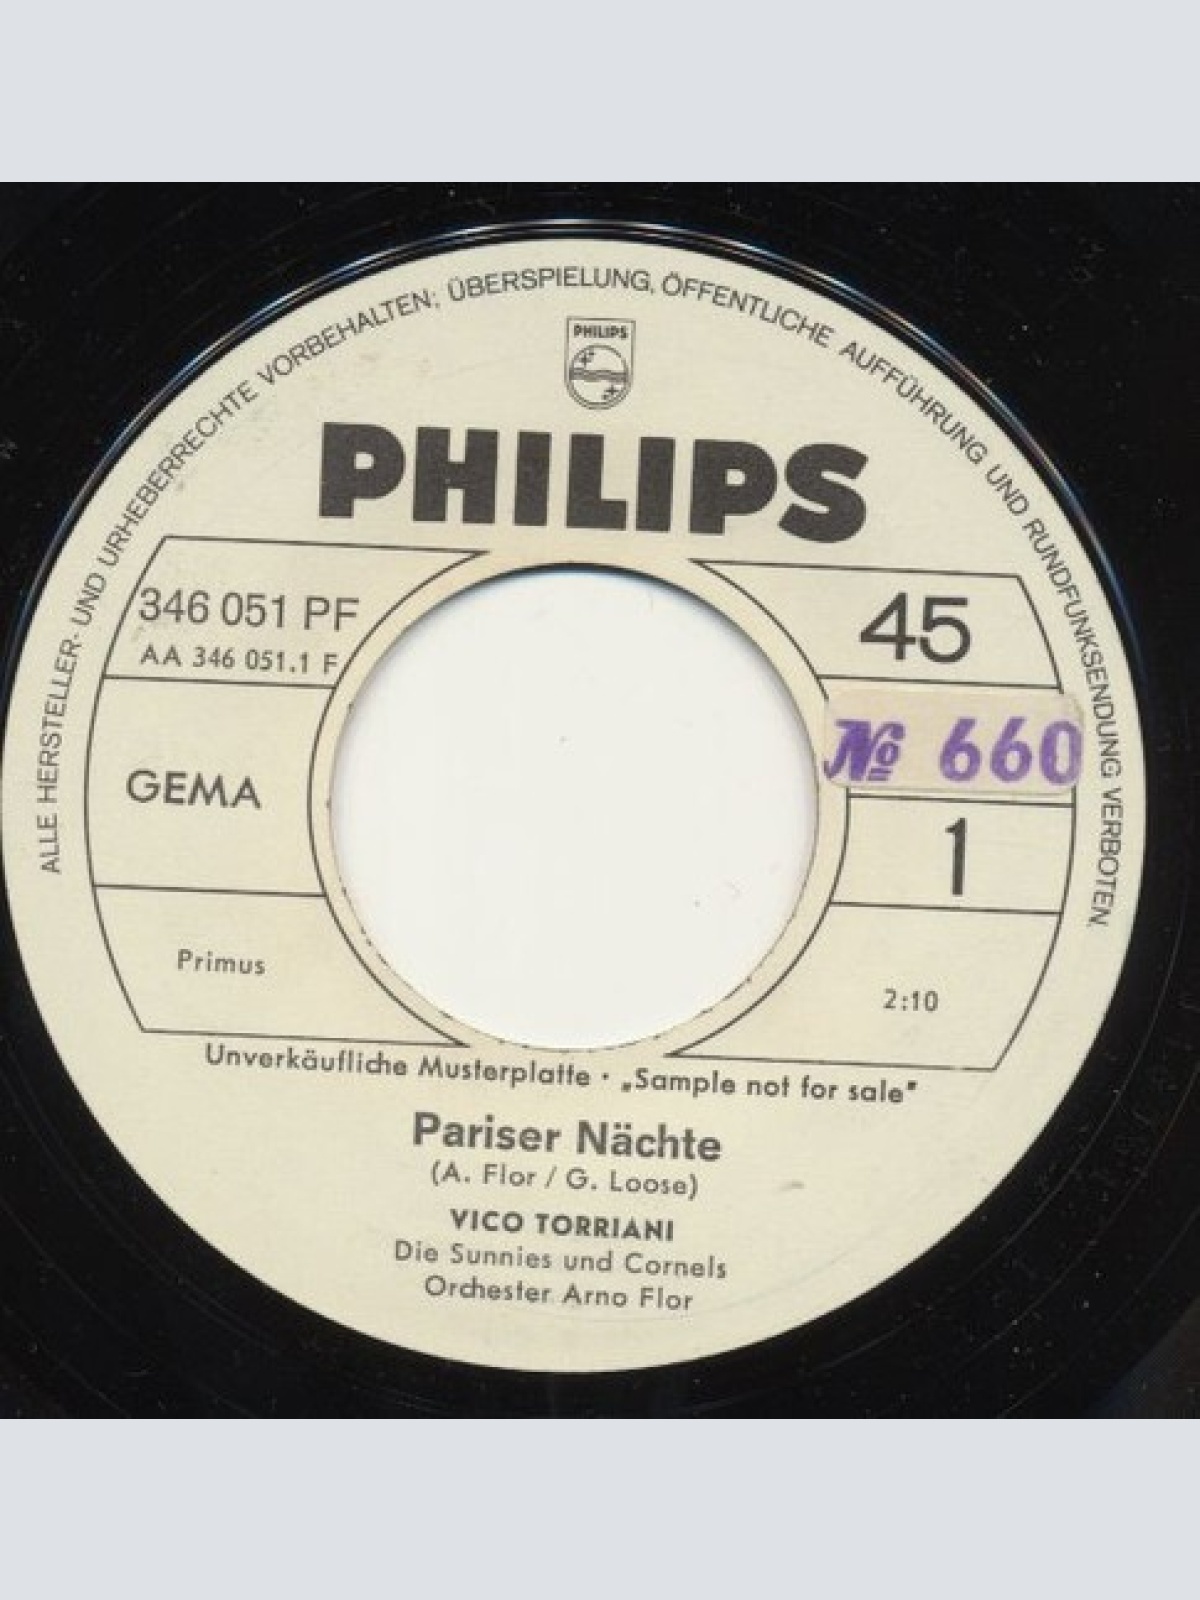 ALLE HERSTELLER- UND URHEBERRECHTE VORBEHALTEN; ÜBERSPIELUNG, ÖFFENTLICHE AUFFÜHRUNG UND RUNDFUNKSENDUNG VERBOTEN.
PHILIPS
PHILIPS
346 051 PF
AA 346 051.1 F
45
№ 660
GEMA
1
Primus
2:10
Unverkäufliche Musterplatte · „Sample not for sale"
Pariser Nächte
(A. Flor / G. Loose)
VICO TORRIANI
Die Sunnies und Cornels
Orchester Arno Flor